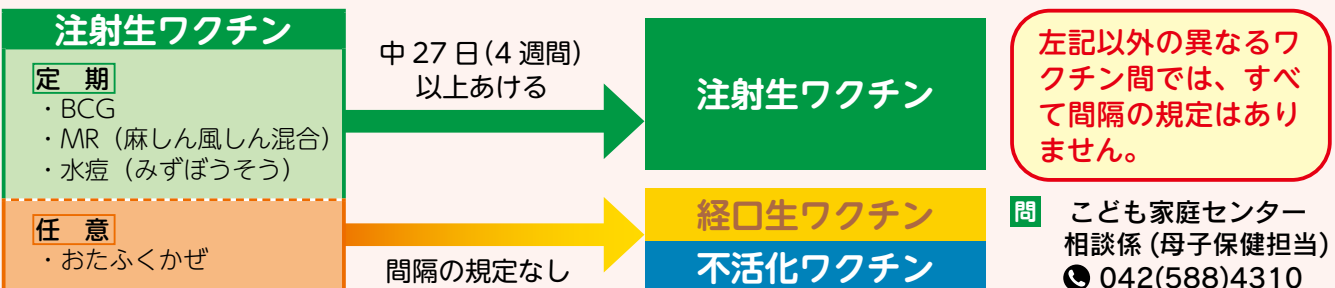 注射生ワクチン
定　期
・BCG
・MR（麻しん風しん混合）
・水痘（みずぼうそう）
任　意
・おたふくかぜ
中 27 日(4 週間)
以上あける
間隔の規定なし
注射生ワクチン
経口生ワクチン
不活化ワクチン
左記以外の異なるワ
クチン間では、すべ
て間隔の規定はあり
ません。
問　こども家庭センター
相談係 (母子保健担当)
042(588)4310